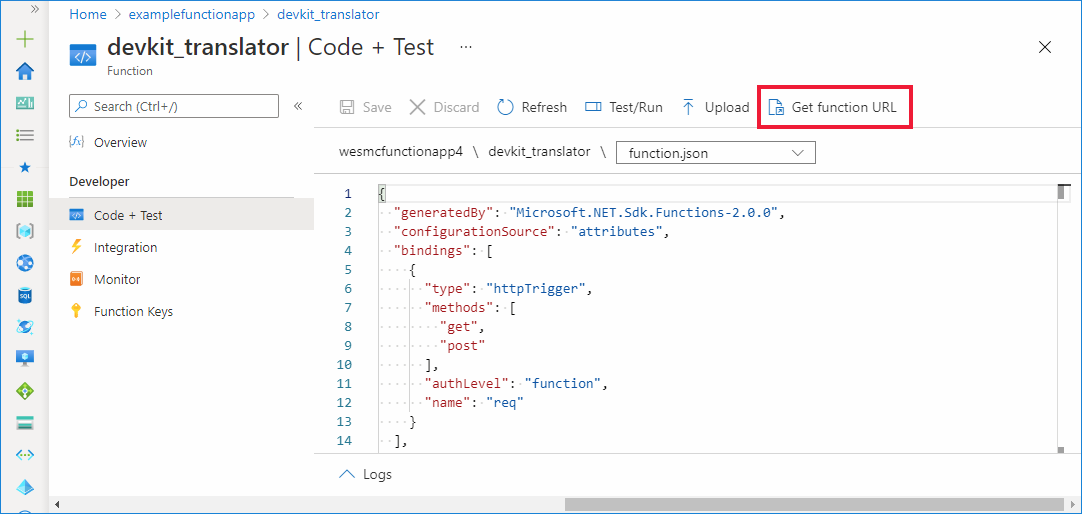 Home > examplefunctionapp > devkit_translator
devkit_translator | Code + Test ...
Function
Search (Ctrl+/)
Save Discard Refresh Test/Run Upload Get function URL
Overview
Developer
Code + Test
Integration
Monitor
Function Keys
wesmcfunctionapp4 \ devkit_translator \ function.json
1 {
2 "generatedBy": "Microsoft.NET.Sdk.Functions-2.0.0",
3 "configurationSource": "attributes",
4 "bindings": [
5 {
6 "type": "httpTrigger",
7 "methods": [
8 "get",
9 "post"
10 ],
11 "authLevel": "function",
12 "name": "req"
13 }
14 ],
Logs